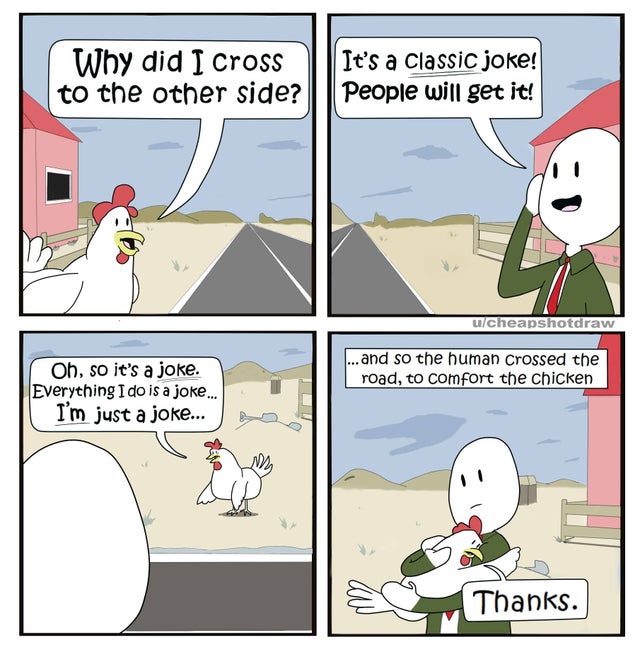 Why did I cross
to the other side?
It's a classic joke!
People will get it!
u/cheapshotdraw
Oh, so it's a joke.
Everything I do is a joke...
I'm just a joke...
...and so the human crossed the
road, to comfort the chicken
Thanks.